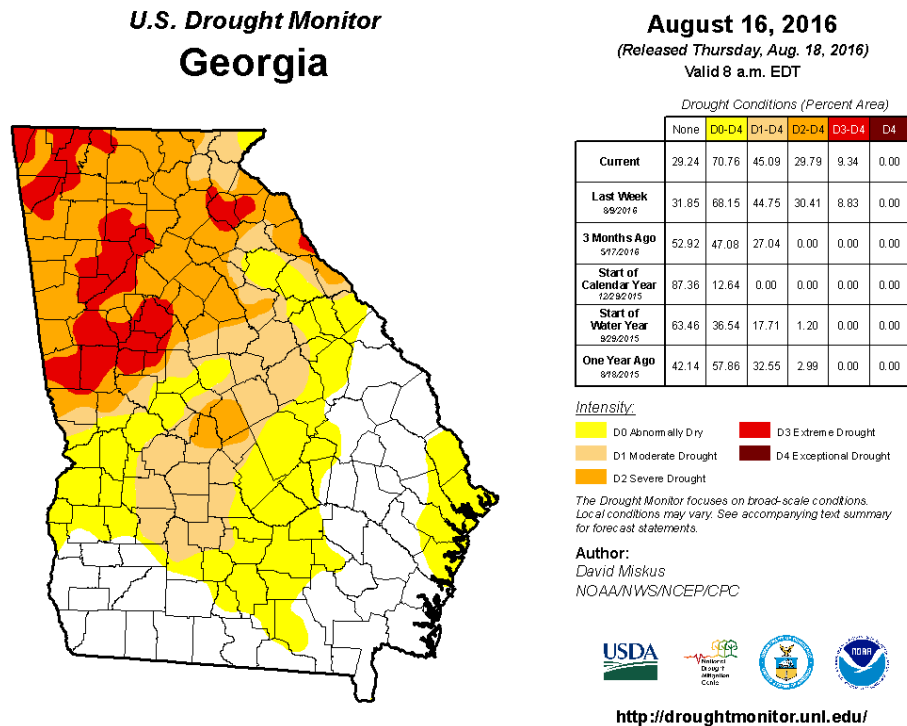 U.S. Drought Monitor
Georgia
August 16, 2016
(Released Thursday, Aug. 18, 2016)
Valid 8 a.m. EDT
Drought Conditions (Percent Area)
None D0-D4 D1-D4 D2-D4 D3-D4 D4
Current 29.24 70.76 45.09 29.79 9.34 0.00
Last Week 31.85 68.15 44.75 30.41 8.83 0.00
8/9/2016
3 Months Ago 52.92 47.08 27.04 0.00 0.00 0.00
5/17/2016
Start of
Calendar Year 87.36 12.64 0.00 0.00 0.00 0.00
12/29/2015
Start of
Water Year 63.46 36.54 17.71 1.20 0.00 0.00
9/29/2015
One Year Ago 42.14 57.86 32.55 2.99 0.00 0.00
8/18/2015
Intensity:
D0 Abnormally Dry
D1 Moderate Drought
D2 Severe Drought
D3 Extreme Drought
D4 Exceptional Drought
The Drought Monitor focuses on broad-scale conditions.
Local conditions may vary. See accompanying text summary
for forecast statements.
Author:
David Miskus
NOAA/NWS/NCEP/CPC
USDA
National
Drought
Mitigation
Center
NOAA
http://droughtmonitor.unl.edu/